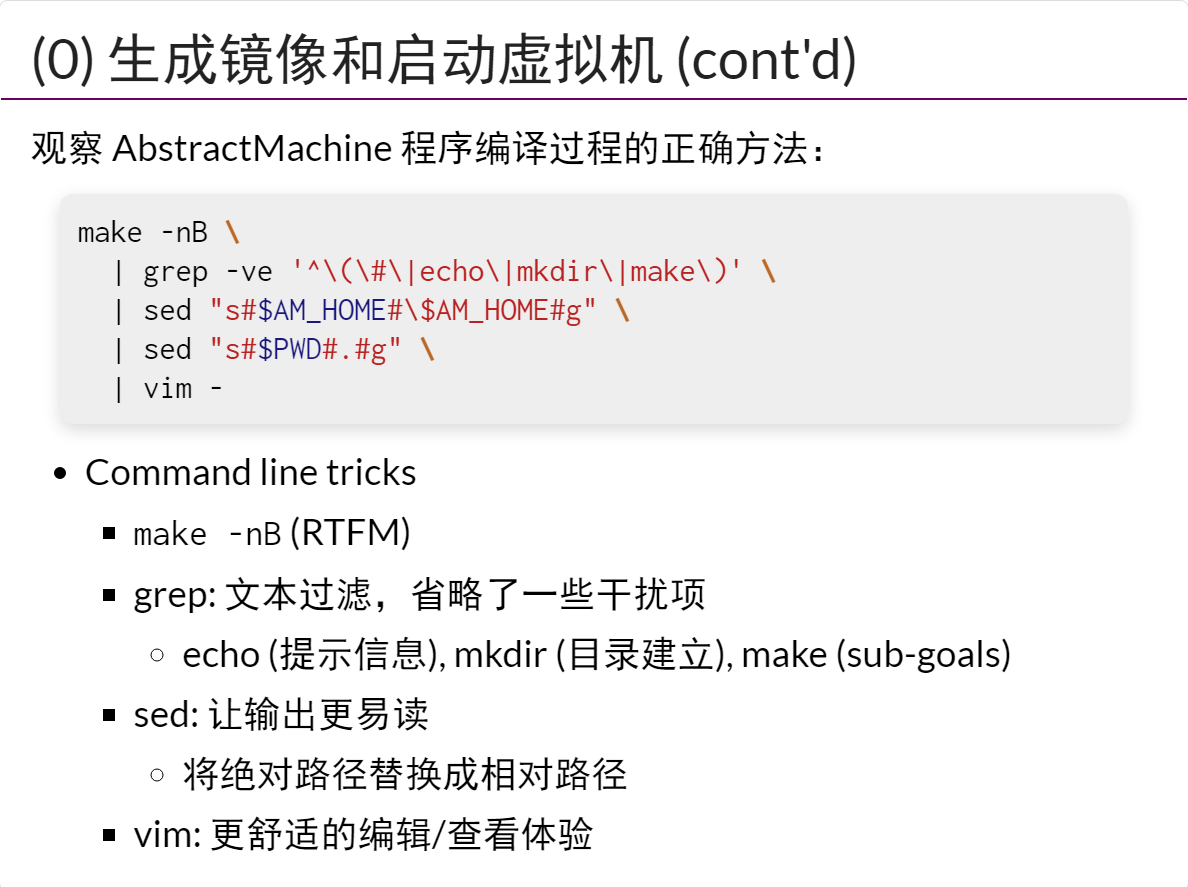 (0) 生成镜像和启动虚拟机 (cont'd)
观察 AbstractMachine 程序编译过程的正确方法：
make -nB \
  | grep -ve '^\(\#\|echo\|mkdir\|make\)' \
  | sed "s#$AM_HOME#\$AM_HOME#g" \
  | sed "s#$PWD#.#g" \
  | vim -
• Command line tricks
▪ make -nB (RTFM)
▪ grep: 文本过滤，省略了一些干扰项
◦ echo (提示信息), mkdir (目录建立), make (sub-goals)
▪ sed: 让输出更易读
◦ 将绝对路径替换成相对路径
▪ vim: 更舒适的编辑/查看体验